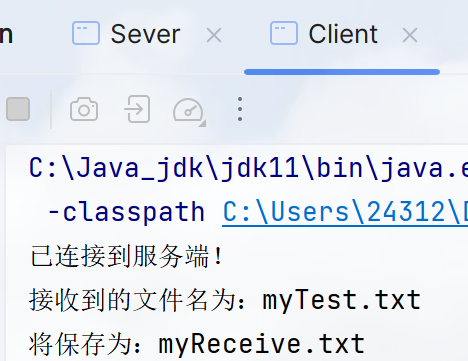 n Sever Client
C:\Java_jdk\jdk11\bin\java.e
-classpath C:\Users\24312\D
已连接到服务端！
接收到的文件名为：myTest.txt
将保存为：myReceive.txt